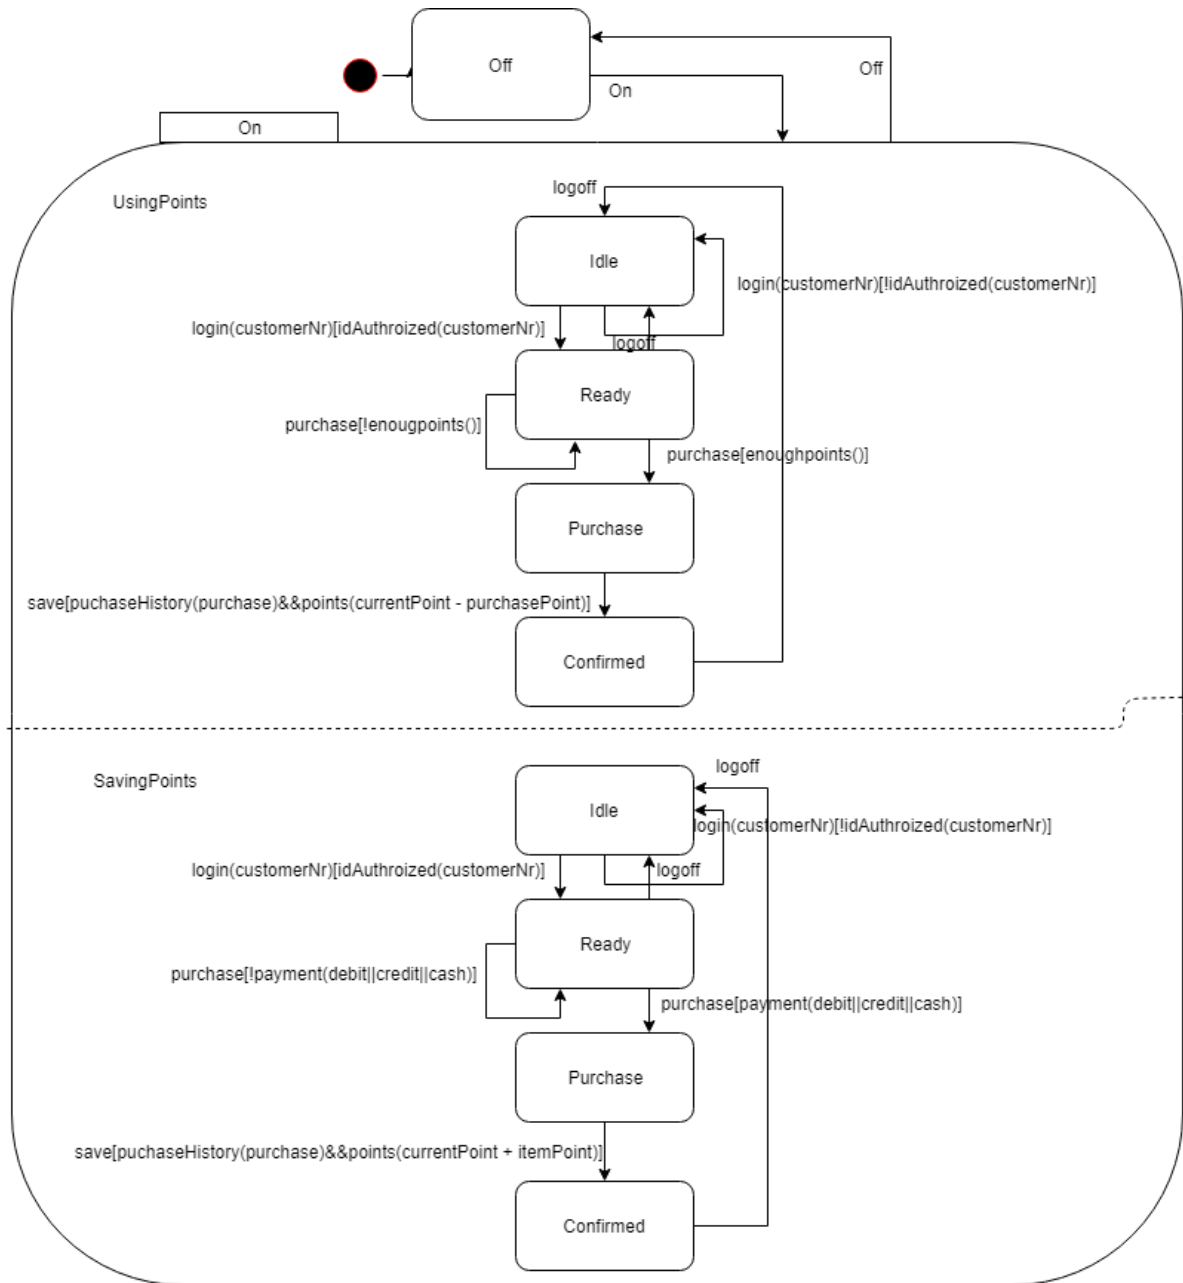 Off
Off
On
On
UsingPoints
logoff
Idle
login(customerNr)[!idAuthroized(customerNr)]
login(customerNr)[idAuthroized(customerNr)]
logoff
Ready
purchase[!enougpoints()]
purchase[enoughpoints()]
Purchase
save[puchaseHistory(purchase)&&points(currentPoint - purchasePoint)]
Confirmed
SavingPoints
logoff
Idle
login(customerNr)[!idAuthroized(customerNr)]
login(customerNr)[idAuthroized(customerNr)]
logoff
Ready
purchase[!payment(debit||credit||cash)]
purchase[payment(debit||credit||cash)]
Purchase
save[puchaseHistory(purchase)&&points(currentPoint + itemPoint)]
Confirmed